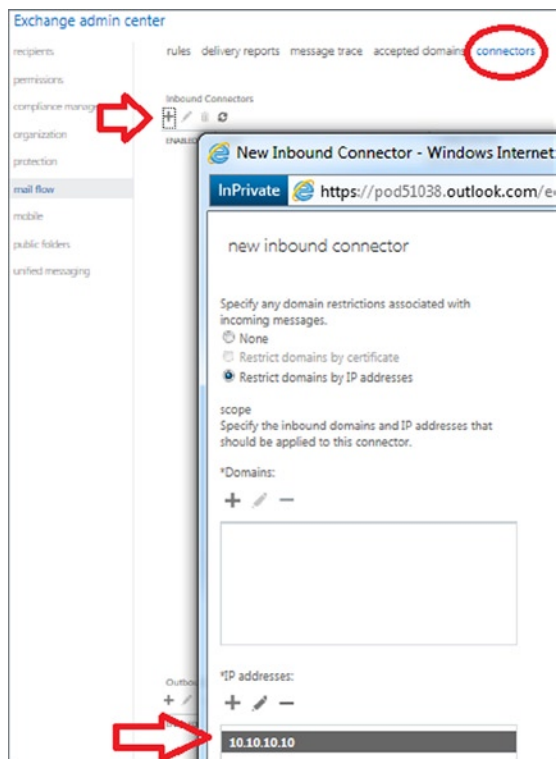 Exchange admin center
recipients
rules delivery reports message trace accepted domains connectors
permissions
compliance manag
Inbound Connectors
organization
ENABLED
protection
mail flow
mobile
public folders
unified messaging
New Inbound Connector - Windows Internet
InPrivate https://pod51038.outlook.com/e
new inbound connector
Specify any domain restrictions associated with
incoming messages.
None
Restrict domains by certificate
Restrict domains by IP addresses
scope
Specify the inbound domains and IP addresses that
should be applied to this connector.
*Domains:
*IP addresses:
Outbou
10.10.10.10